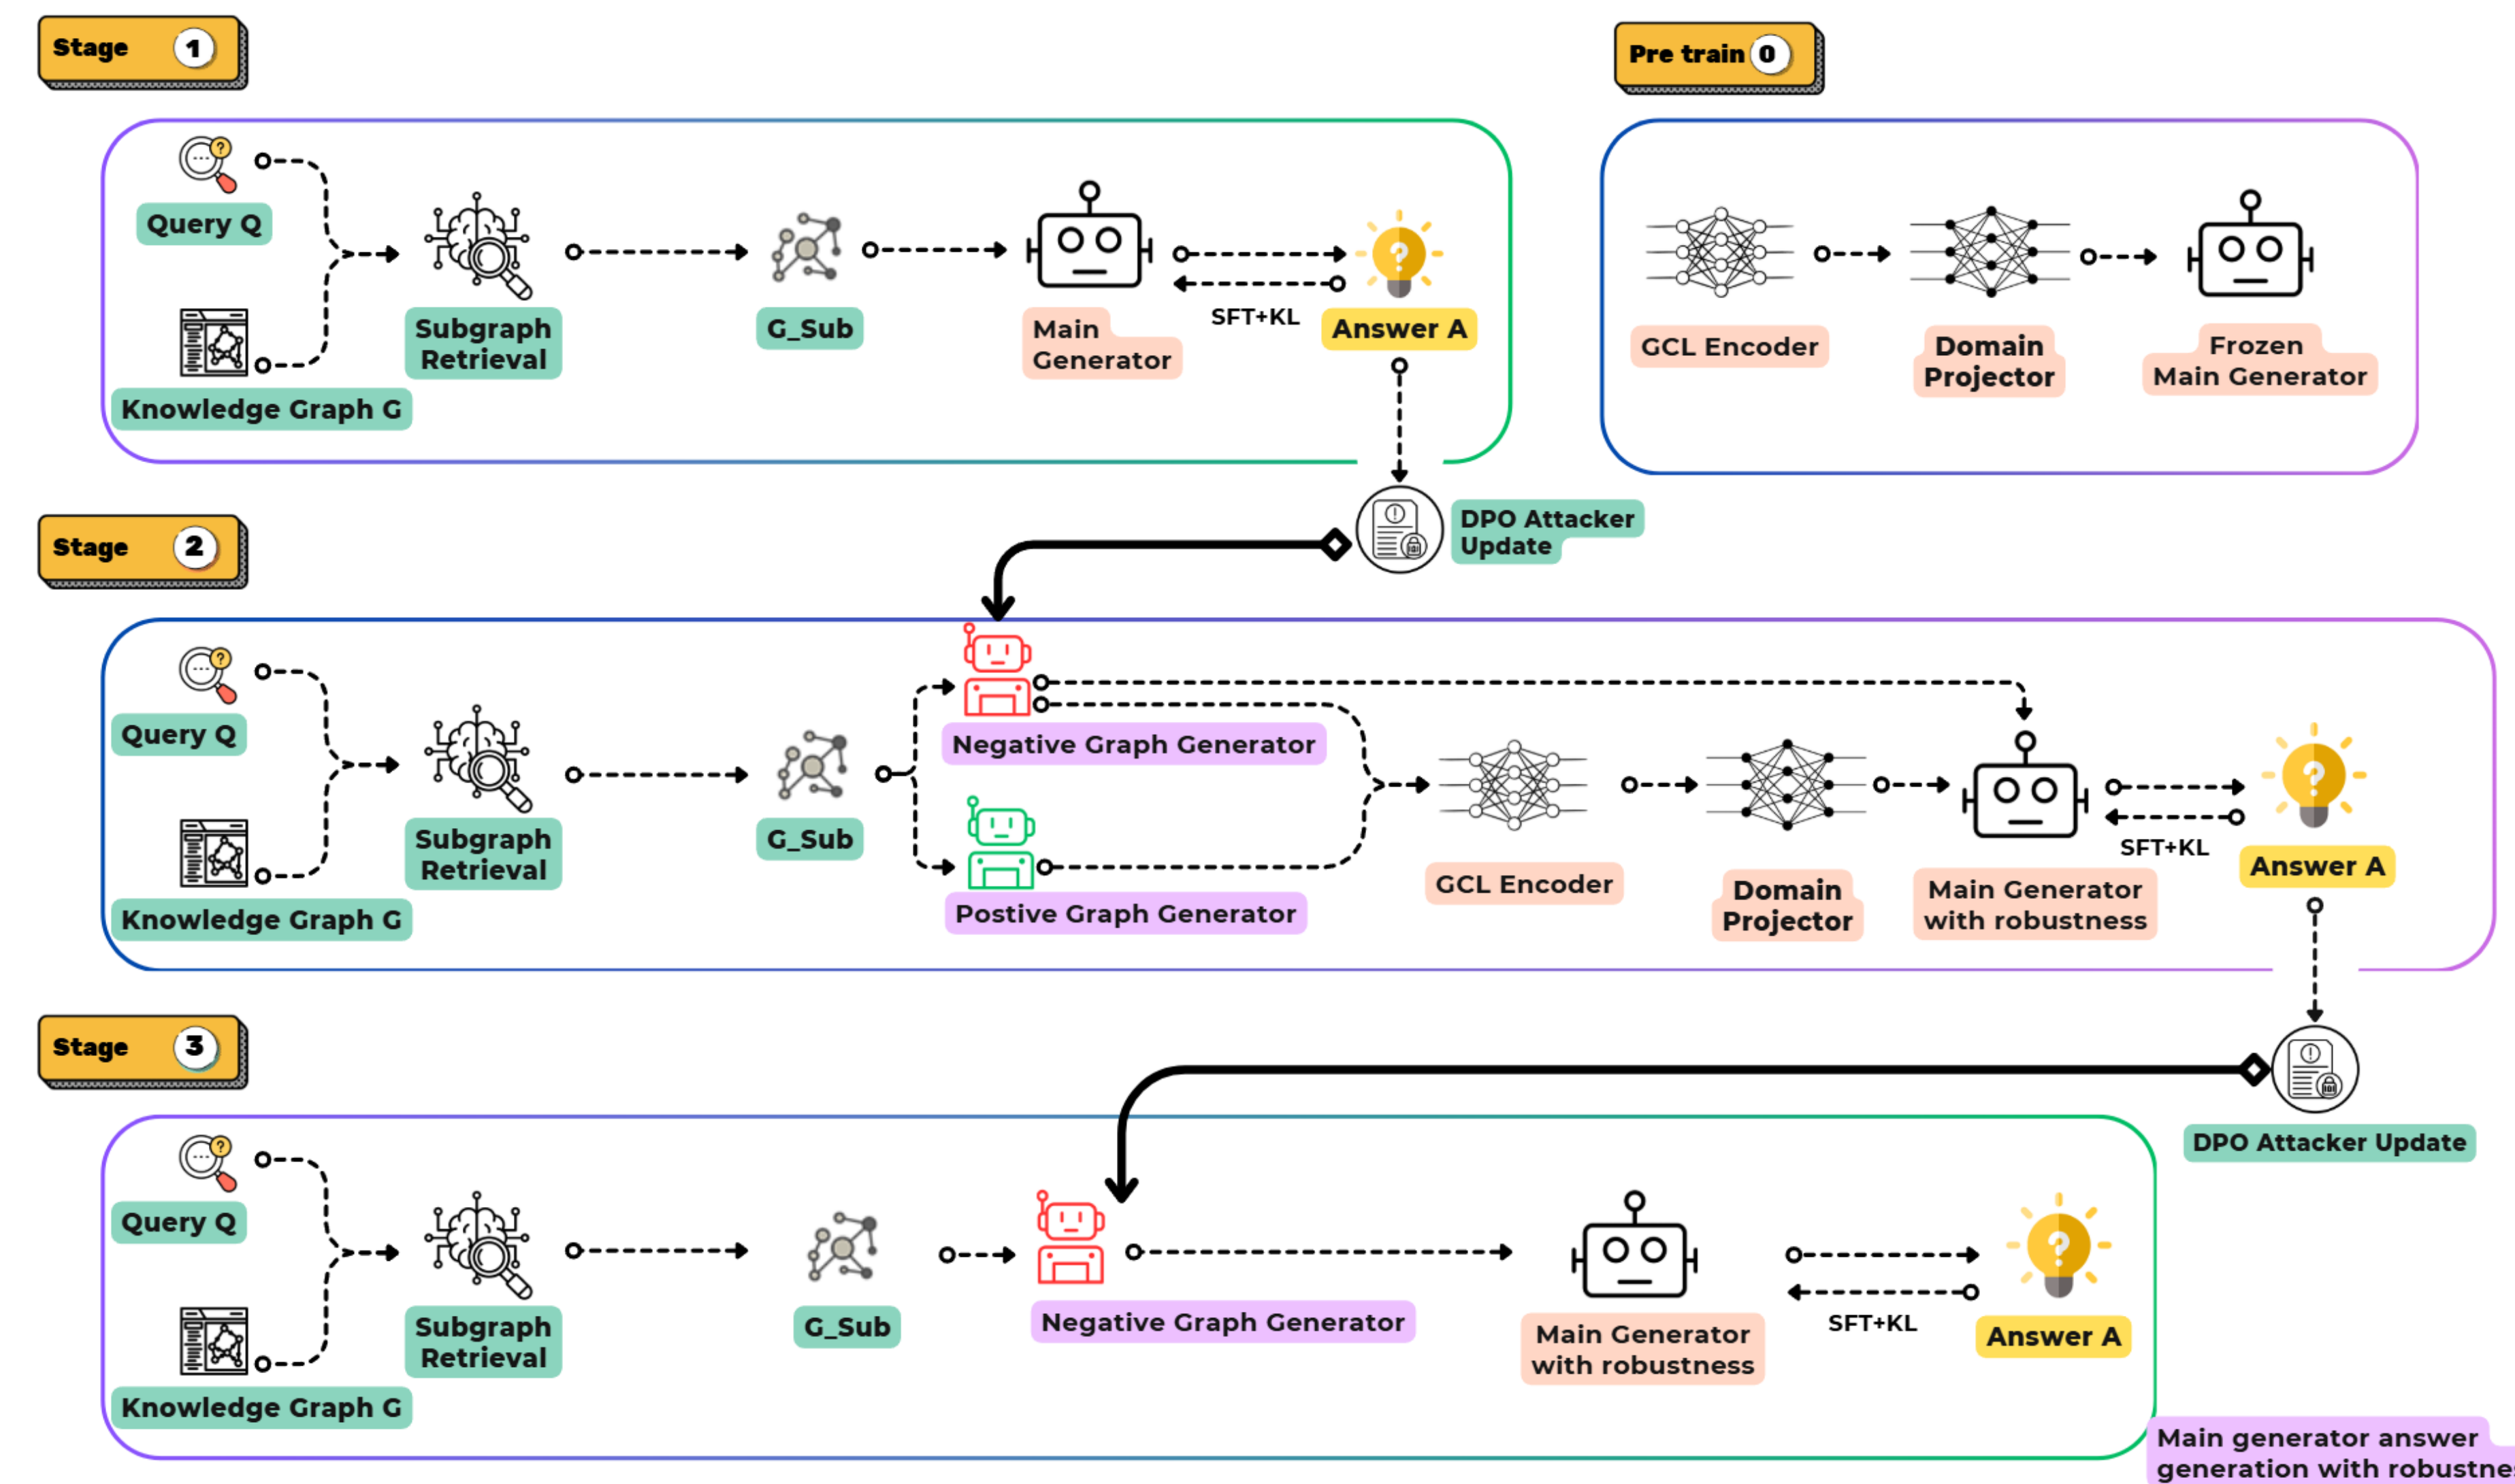 Stage 1
Pre train 0
Query Q
Knowledge Graph G
Subgraph
Retrieval
G_Sub
Main
Generator
SFT+KL
Answer A
GCL Encoder
Domain
Projector
Frozen
Main Generator
DPO Attacker
Update
Stage 2
Query Q
Knowledge Graph G
Subgraph
Retrieval
G_Sub
Negative Graph Generator
Postive Graph Generator
GCL Encoder
Domain
Projector
Main Generator
with robustness
SFT+KL
Answer A
Stage 3
DPO Attacker Update
Query Q
Knowledge Graph G
Subgraph
Retrieval
G_Sub
Negative Graph Generator
Main Generator
with robustness
SFT+KL
Answer A
Main generator answer
generation with